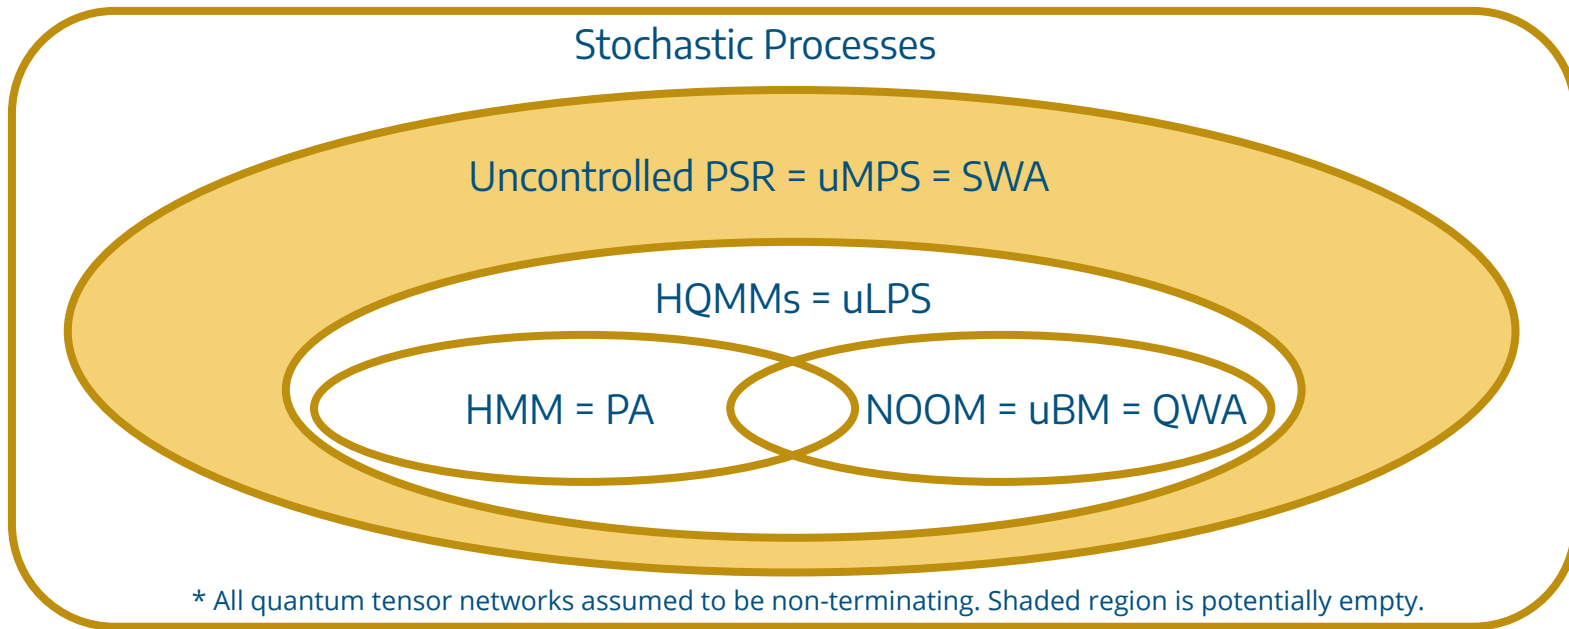 Stochastic Processes
Uncontrolled PSR = uMPS = SWA
HQMMs = uLPS
HMM = PA
NOOM = uBM = QWA
* All quantum tensor networks assumed to be non-terminating. Shaded region is potentially empty.